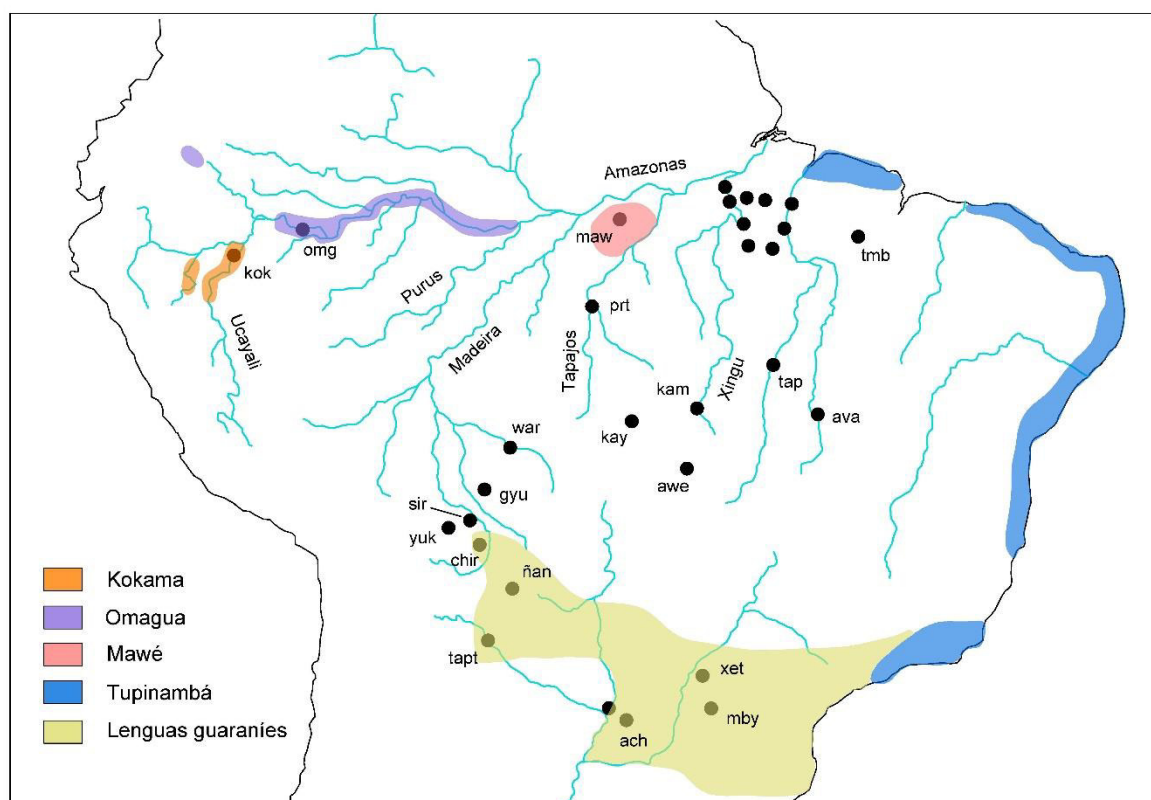 Amazonas
maw
tmb
omg
kok
Purus
prt
Ucayali
Madeira
Tapajos
Xingu
kam
tap
ava
war
kay
awe
gyu
sir
yuk
chir
ñan
Kokama
Omagua
Mawé
Tupinambá
Lenguas guaraníes
tapt
xet
mby
ach